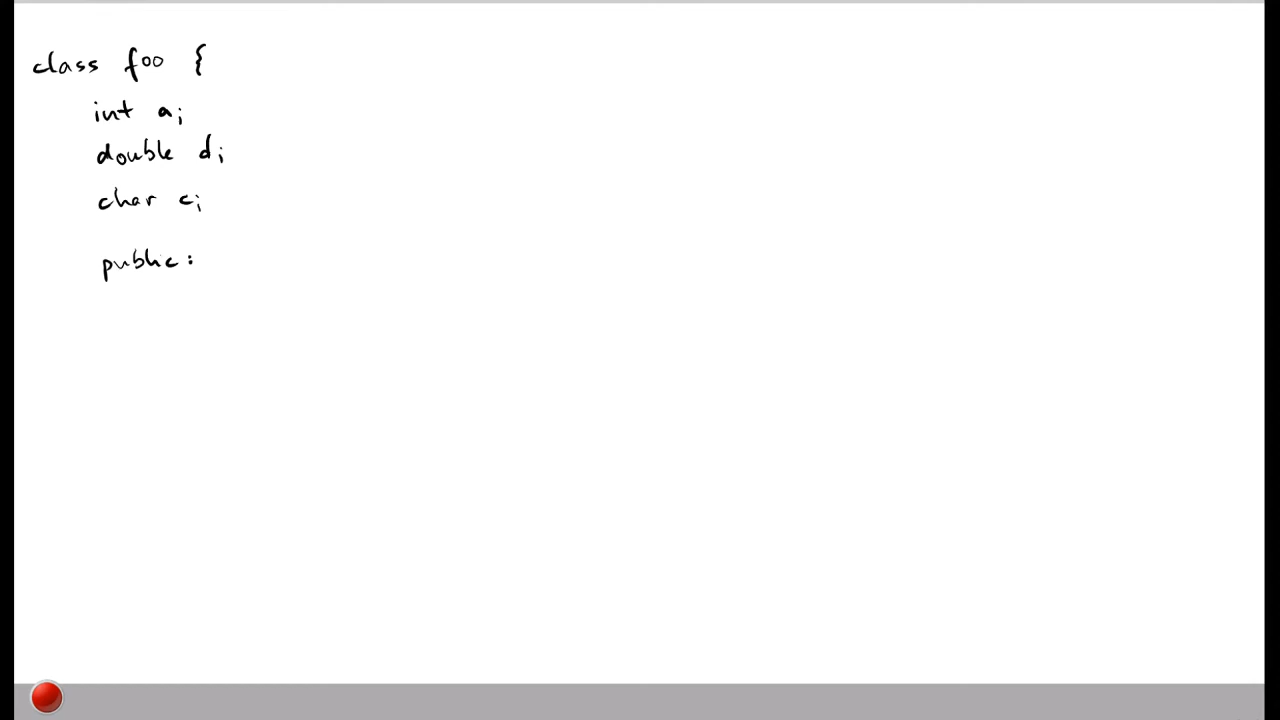 class foo {
int a;
double d;
char c;
public: